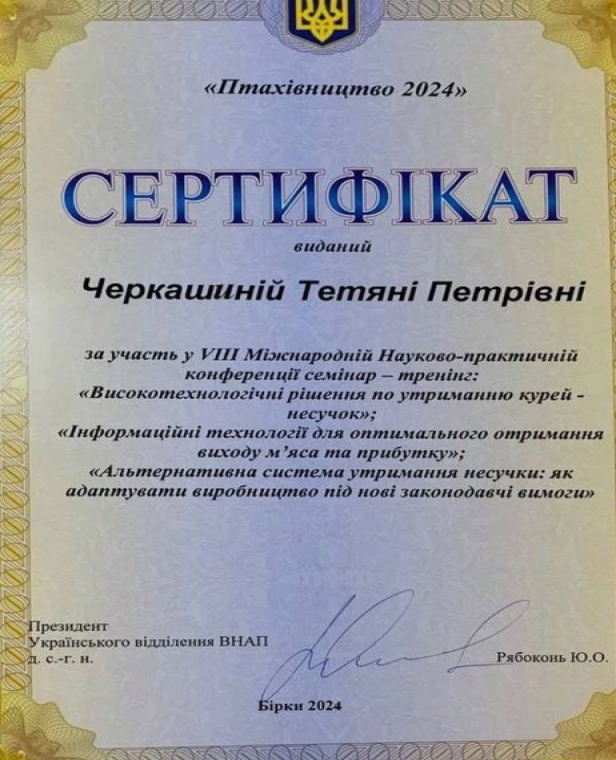 «Птахівництво 2024»
СЕРТИФІКАТ
виданий
Черкашиній Тетяні Петрівні
за участь у VIII Міжнародній Науково-практичній
конференції семінар – тренінг:
«Високотехнологічні рішення по утриманню курей -
несучок»;
«Інформаційні технології для оптимального отримання
виходу м’яса та прибутку»;
«Альтернативна система утримання несучки: як
адаптувати виробництво під нові законодавчі вимоги»
Президент
Українського відділення ВНАП
д. с.-г. н.
Рябоконь Ю.О.
Бірки 2024